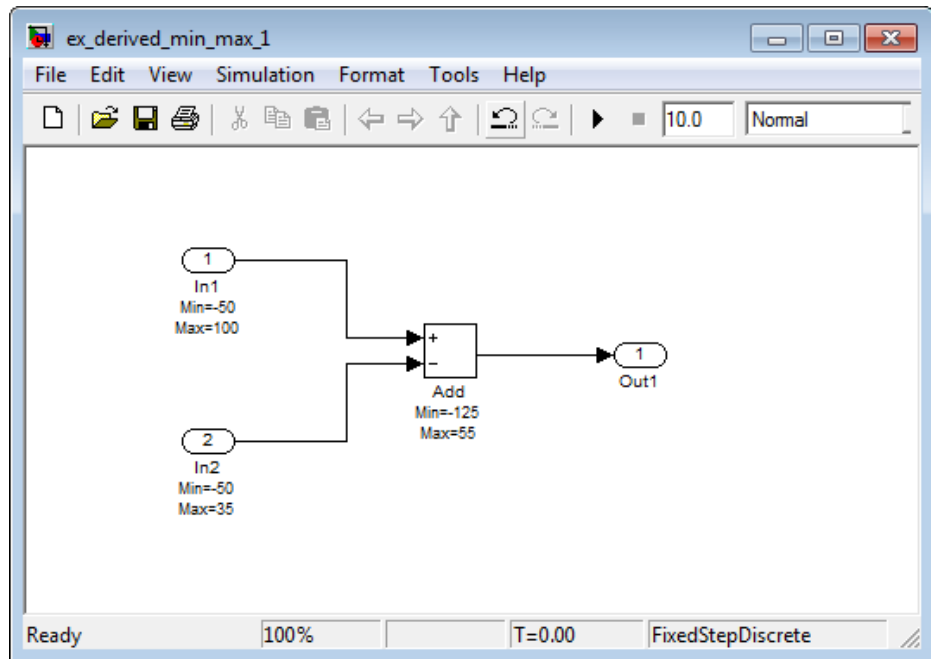 ex_derived_min_max_1
File Edit View Simulation Format Tools Help
10.0 Normal
1
In1
Min=-50
Max=100
+
−
Add
Min=-125
Max=55
1
Out1
2
In2
Min=-50
Max=35
Ready 100% T=0.00 FixedStepDiscrete